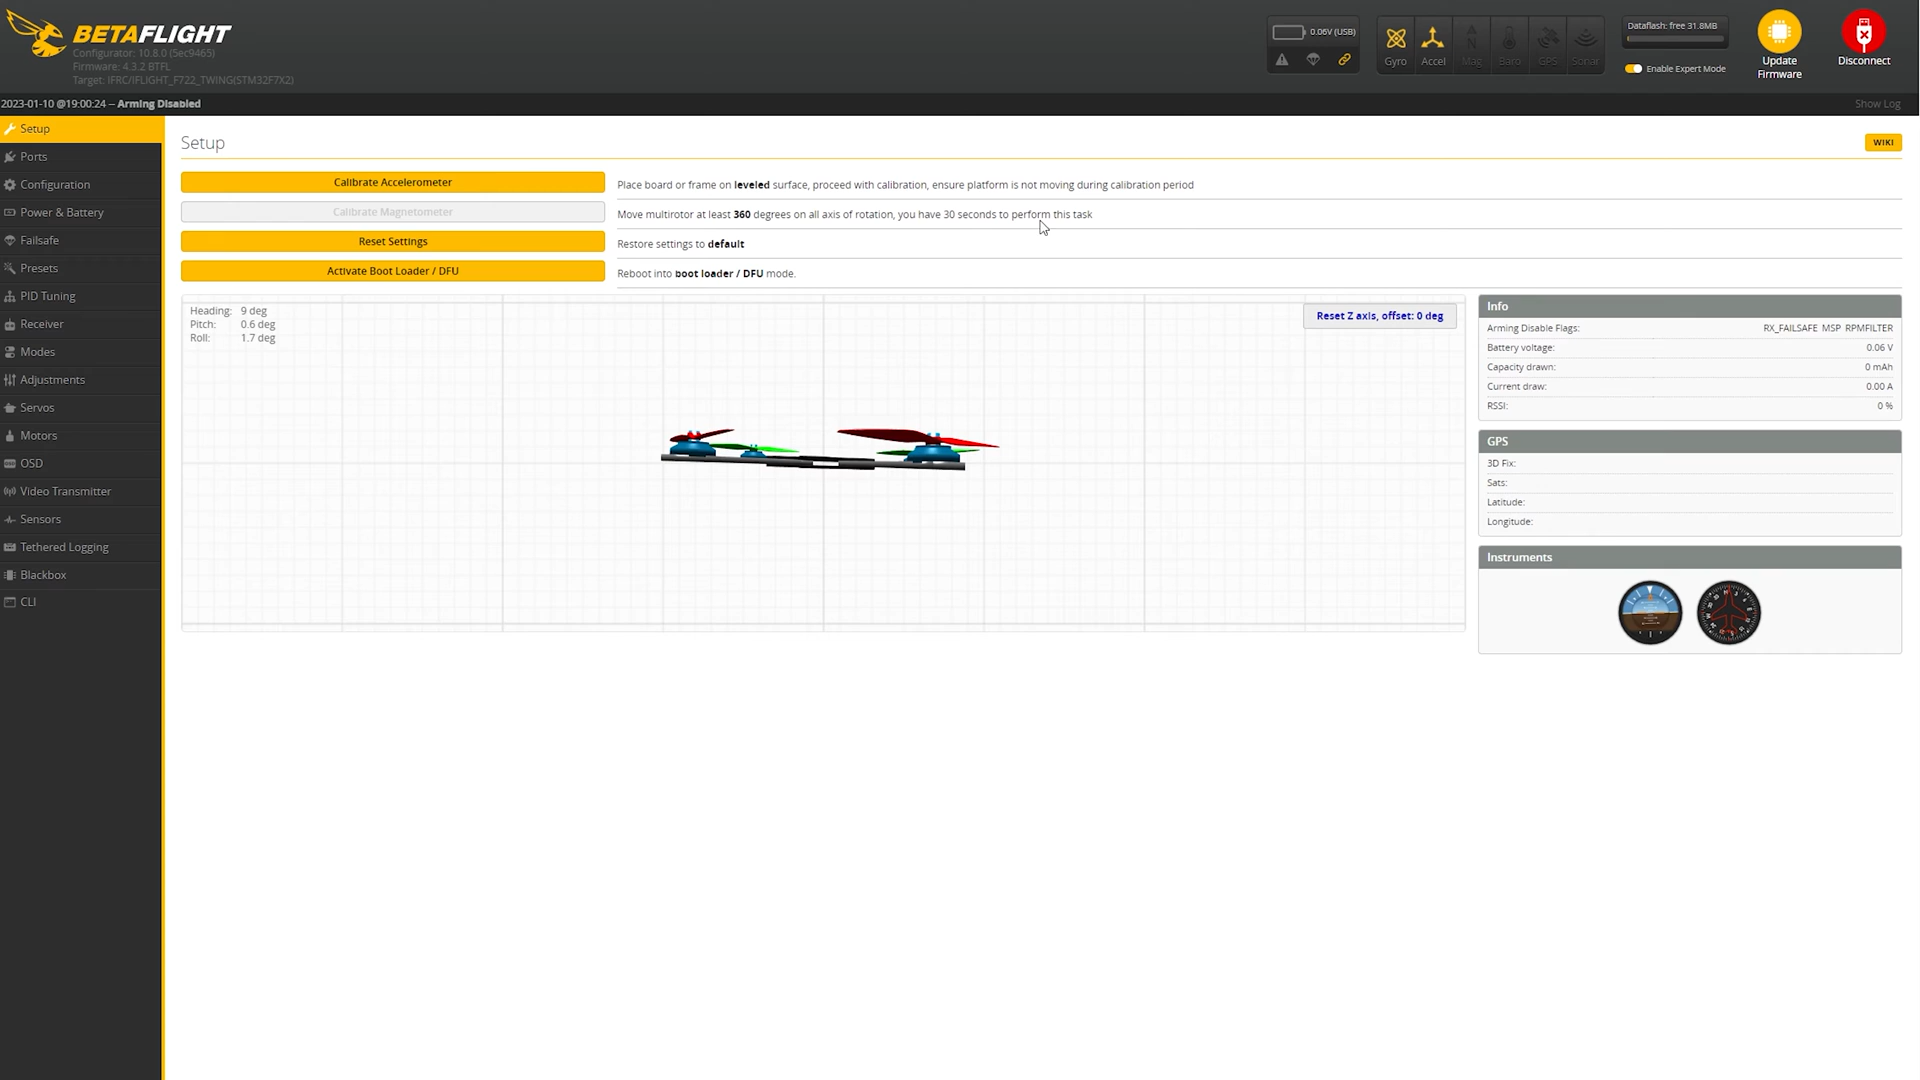 BETAFLIGHT
Configurator: 10.8.0 (5ec9465)
Firmware: 4.3.2 BTFL
Target: IFRC/IFLIGHT_F722_TWING(STM32F7X2)
0.06V (USB)
Gyro
Accel
Mag
Baro
GPS
Sonar
Dataflash: free 31.8MB
Enable Expert Mode
Update
Firmware
Disconnect
2023-01-10 @19:00:24 -- Arming Disabled
Show Log
Setup
Ports
Configuration
Power & Battery
Failsafe
Presets
PID Tuning
Receiver
Modes
Adjustments
Servos
Motors
OSD
Video Transmitter
Sensors
Tethered Logging
Blackbox
CLI
Setup
WIKI
Calibrate Accelerometer
Place board or frame on leveled surface, proceed with calibration, ensure platform is not moving during calibration period
Calibrate Magnetometer
Move multirotor at least 360 degrees on all axis of rotation, you have 30 seconds to perform this task
Reset Settings
Restore settings to default
Activate Boot Loader / DFU
Reboot into boot loader / DFU mode.
Heading: 9 deg
Pitch: 0.6 deg
Roll: 1.7 deg
Reset Z axis, offset: 0 deg
Info
Arming Disable Flags: RX_FAILSAFE MSP RPMFILTER
Battery voltage: 0.06 V
Capacity drawn: 0 mAh
Current draw: 0.00 A
RSSI: 0 %
GPS
3D Fix:
Sats:
Latitude:
Longitude:
Instruments